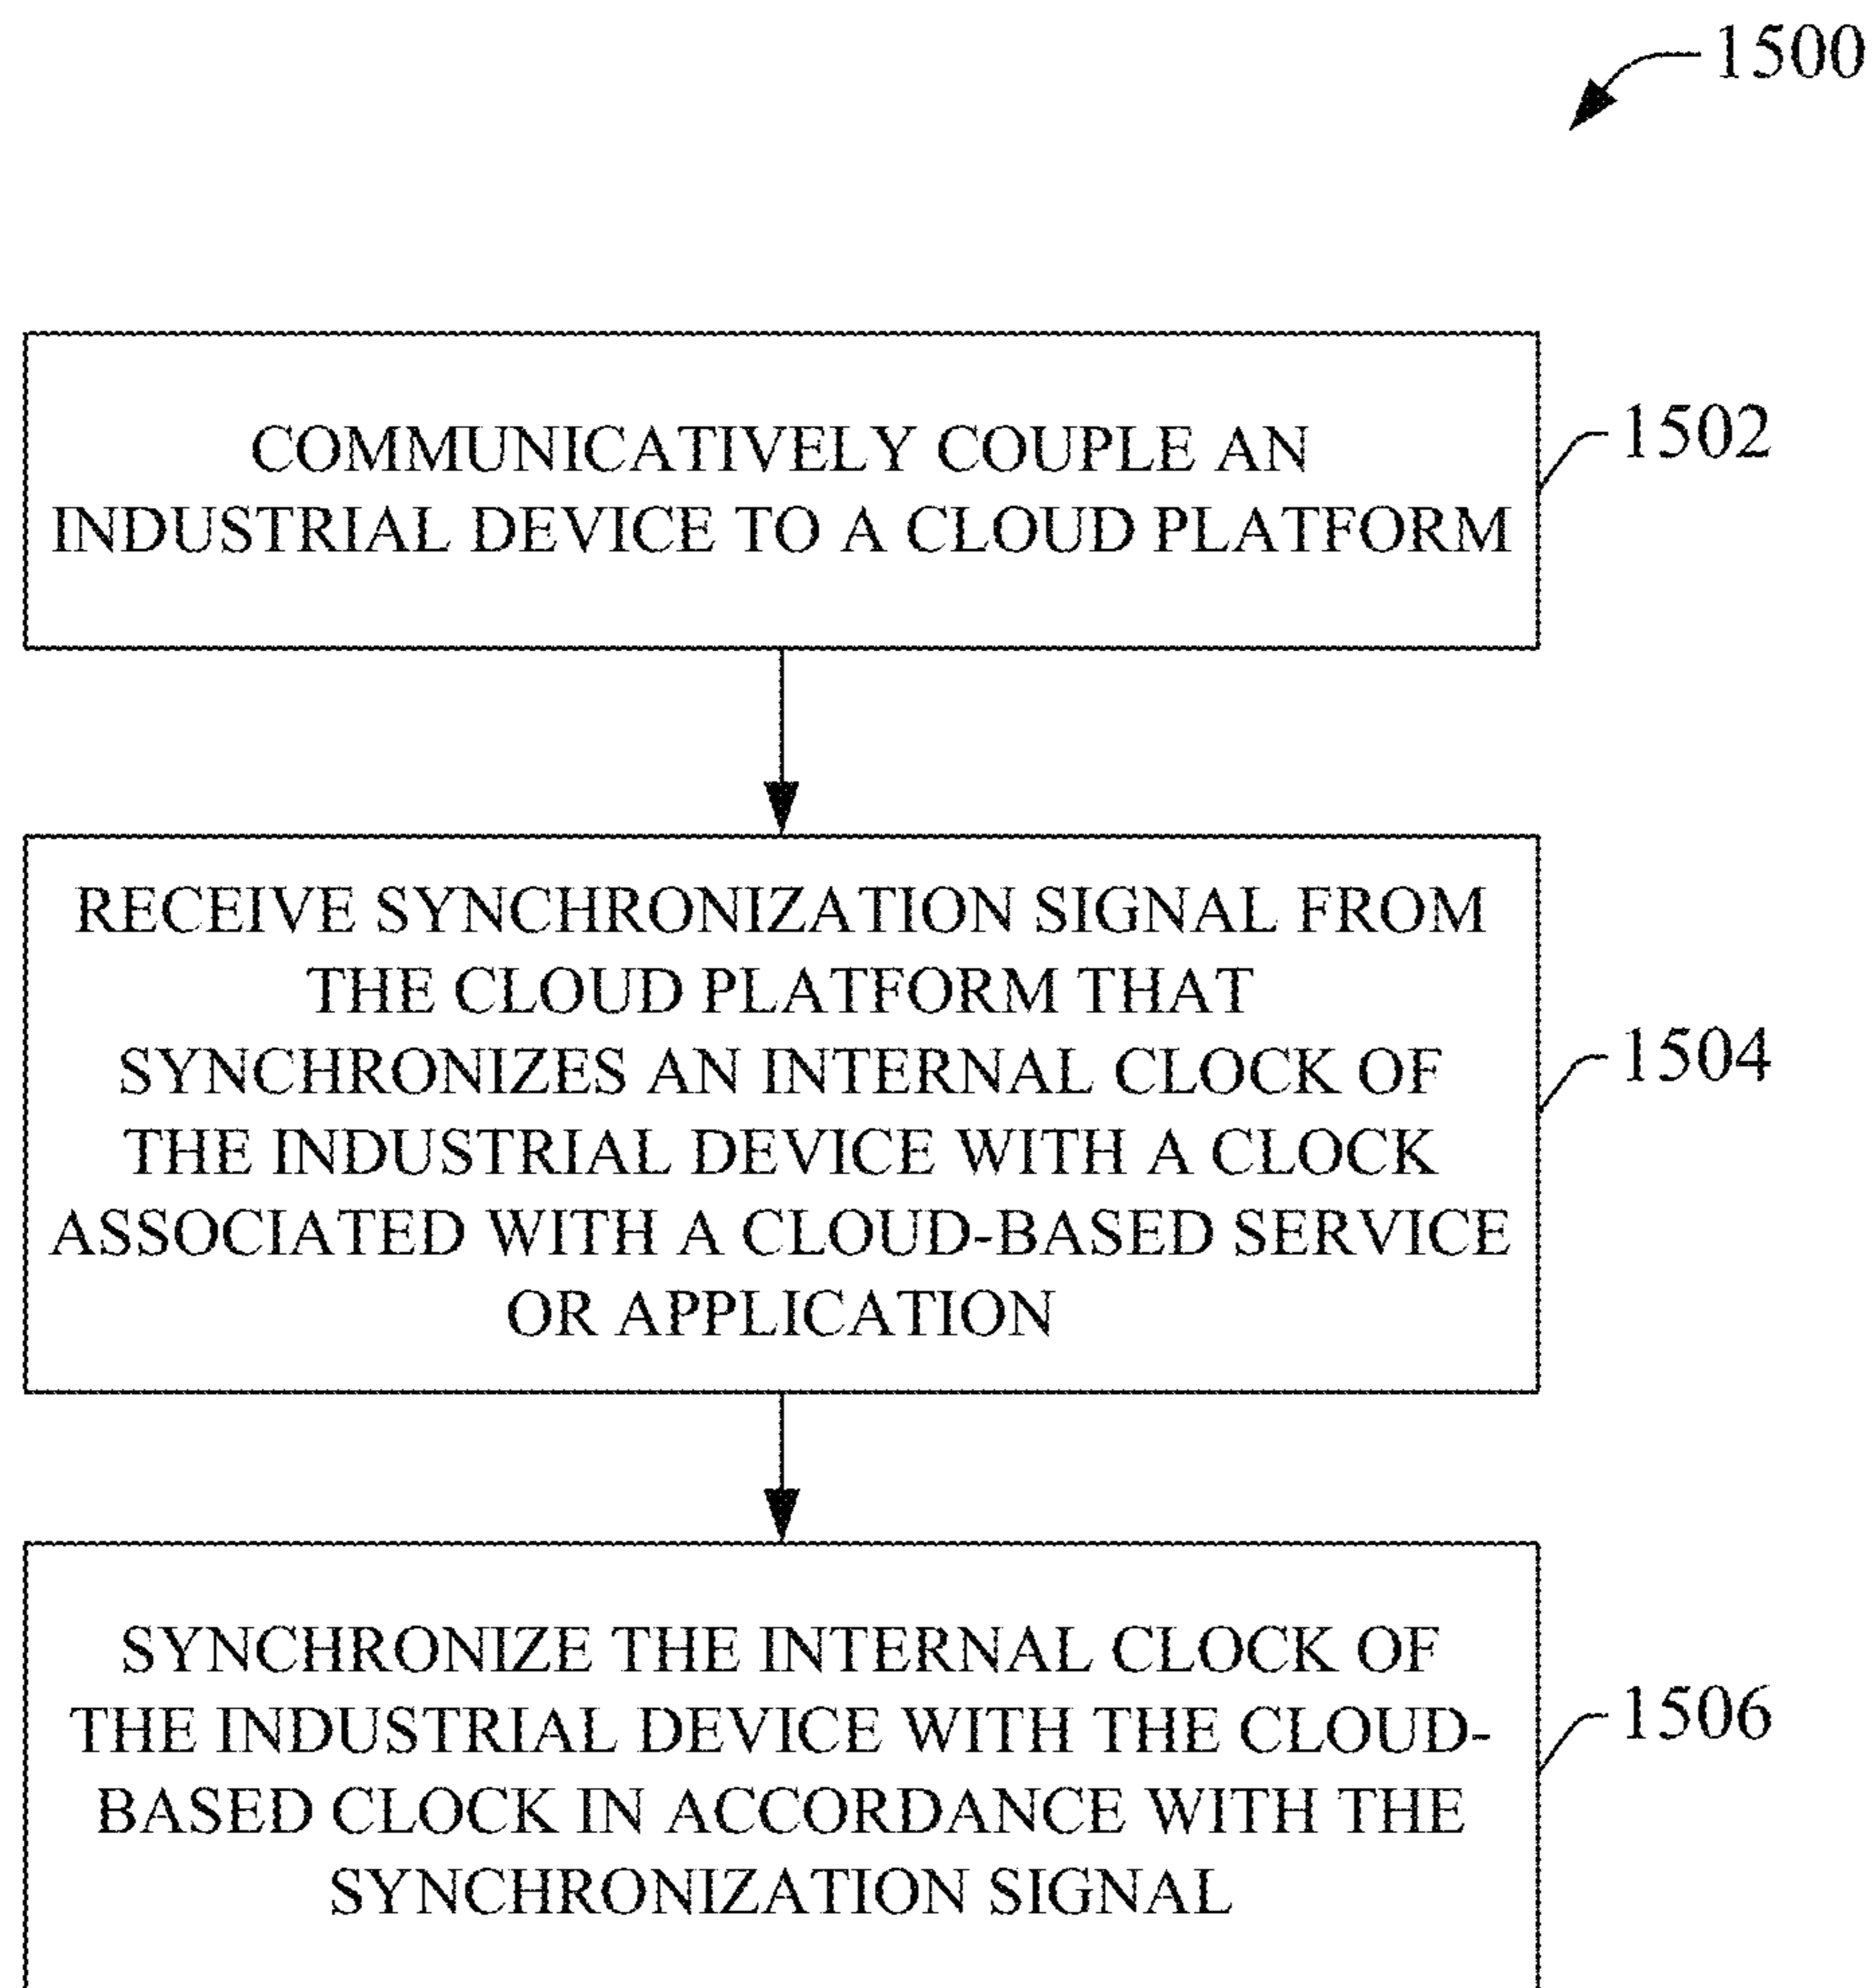 1500
COMMUNICATIVELY COUPLE AN
INDUSTRIAL DEVICE TO A CLOUD PLATFORM
1502
RECEIVE SYNCHRONIZATION SIGNAL FROM
THE CLOUD PLATFORM THAT
SYNCHRONIZES AN INTERNAL CLOCK OF
THE INDUSTRIAL DEVICE WITH A CLOCK
ASSOCIATED WITH A CLOUD-BASED SERVICE
OR APPLICATION
1504
SYNCHRONIZE THE INTERNAL CLOCK OF
THE INDUSTRIAL DEVICE WITH THE CLOUD-
BASED CLOCK IN ACCORDANCE WITH THE
SYNCHRONIZATION SIGNAL
1506